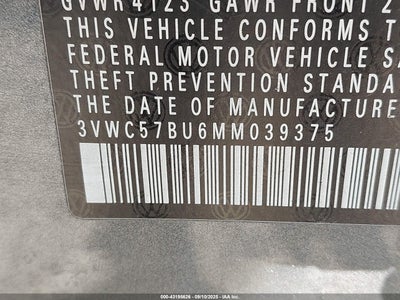 GVWR 4123 GAWR FRONT 2
THIS VEHICLE CONFORMS T
FEDERAL MOTOR VEHICLE SA
THEFT PREVENTION STANDA
THE DATE OF MANUFACTURE
3VWC57BU6MM039375
000-43195626 - 09/10/2025 - IAA Inc.